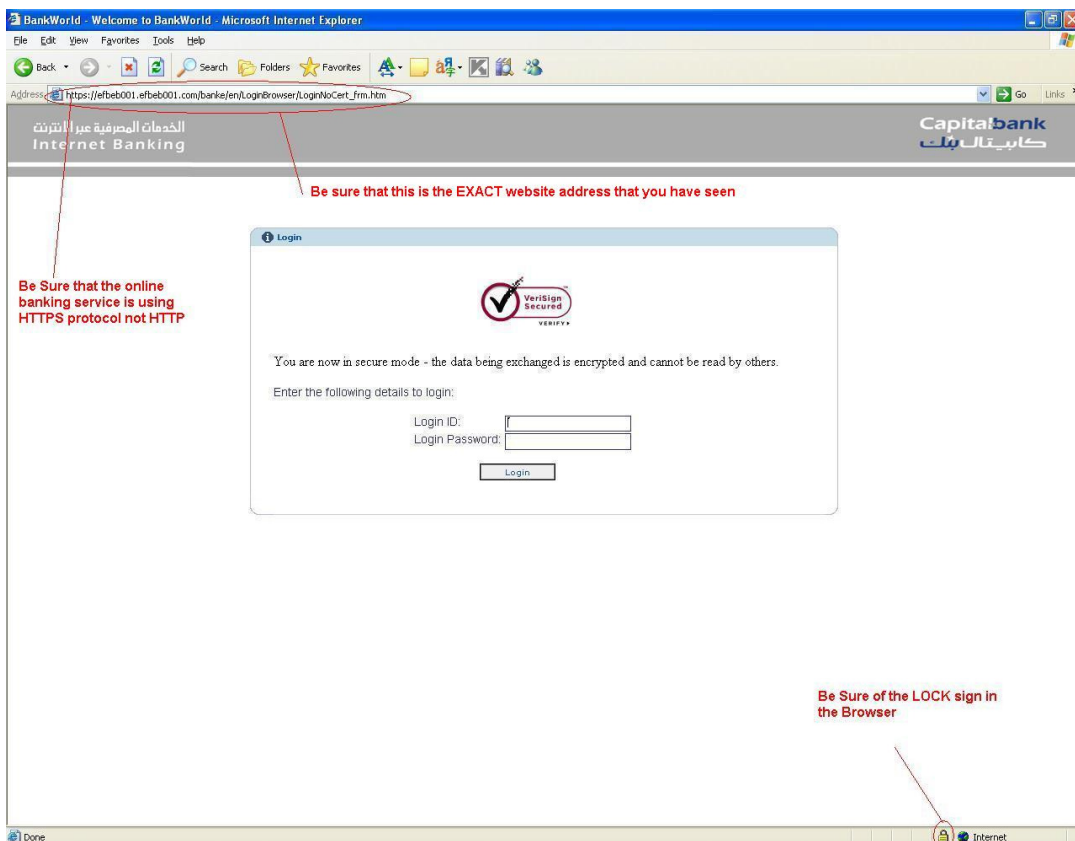 BankWorld - Welcome to BankWorld - Microsoft Internet Explorer
File Edit View Favorites Tools Help
Back Search Folders Favorites
Address https://efbeb001.efbeb001.com/banke/en/LoginBrowser/LoginNoCert_frm.htm Go Links
الخدمات المصرفية عبر الانترنت
Internet Banking
Capitalbank
كابيتال بنك
Be sure that this is the EXACT website address that you have seen
Login
Be Sure that the online
banking service is using
HTTPS protocol not HTTP
VeriSign
Secured
VERIFY
You are now in secure mode - the data being exchanged is encrypted and cannot be read by others.
Enter the following details to login:
Login ID:
Login Password:
Login
Be Sure of the LOCK sign in
the Browser
Done Internet